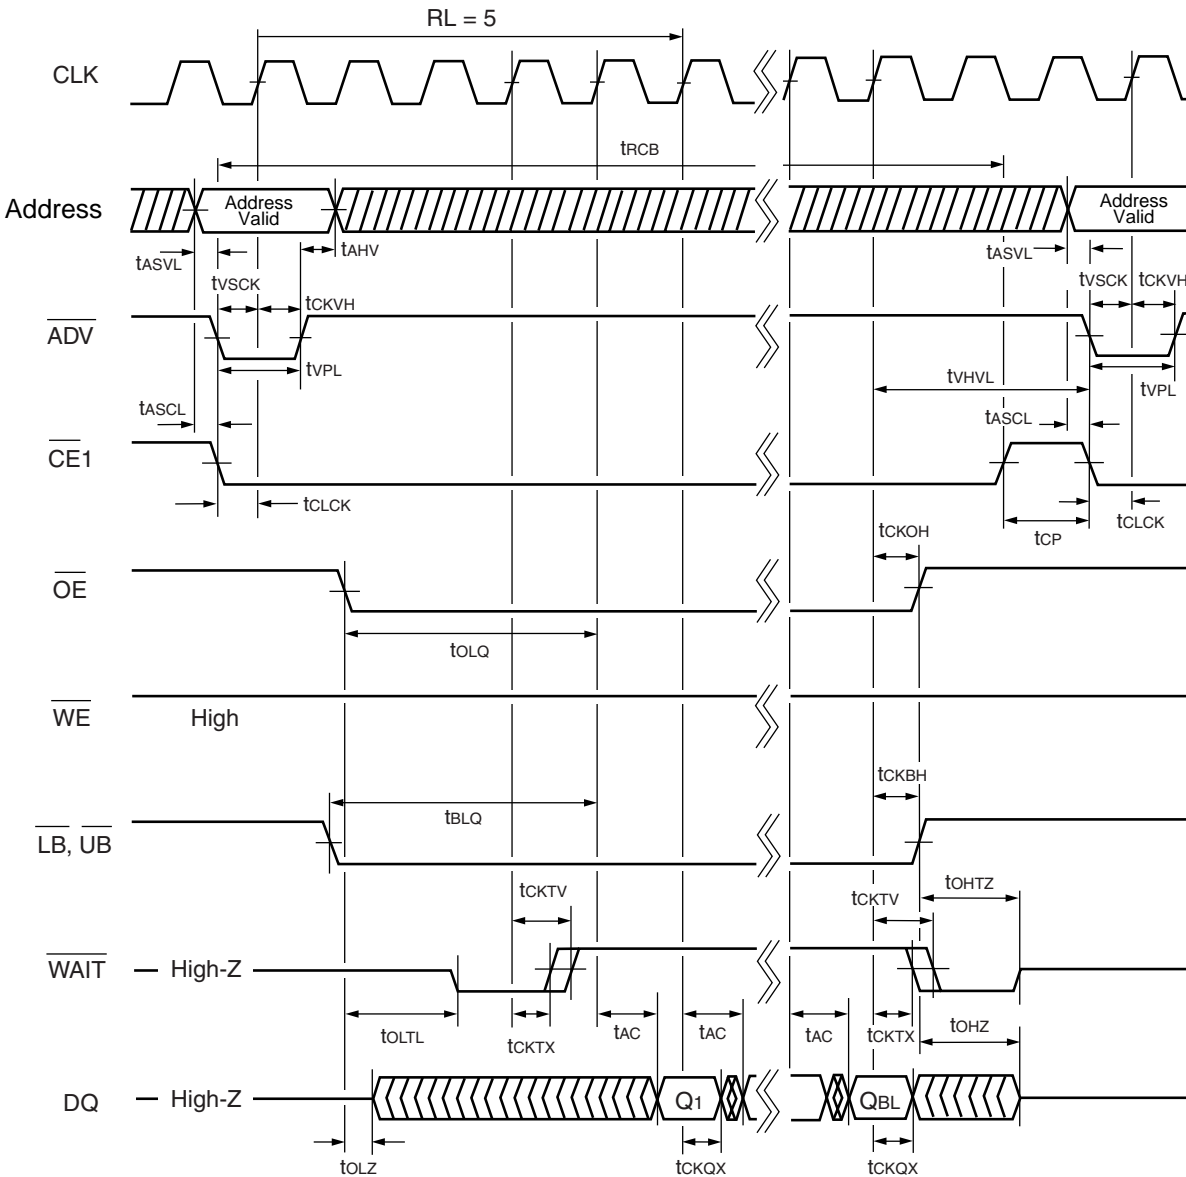 RL = 5
CLK
tRCB
Address
Address Valid
Address Valid
tASVL
tAHV
tASVL
tVSCK
tCKVH
tVSCK
tCKVH
ADV
tVPL
tVHVL
tVPL
tASCL
tASCL
CE1
tCLCK
tCP
tCLCK
tCKOH
OE
tOLQ
WE
High
tCKBH
tBLQ
LB, UB
tCKTV
tCKTV
tOHTZ
WAIT
High-Z
tOLTL
tCKTX
tAC
tAC
tAC
tCKTX
tOHZ
DQ
High-Z
Q1
QBL
tOLZ
tCKQX
tCKQX